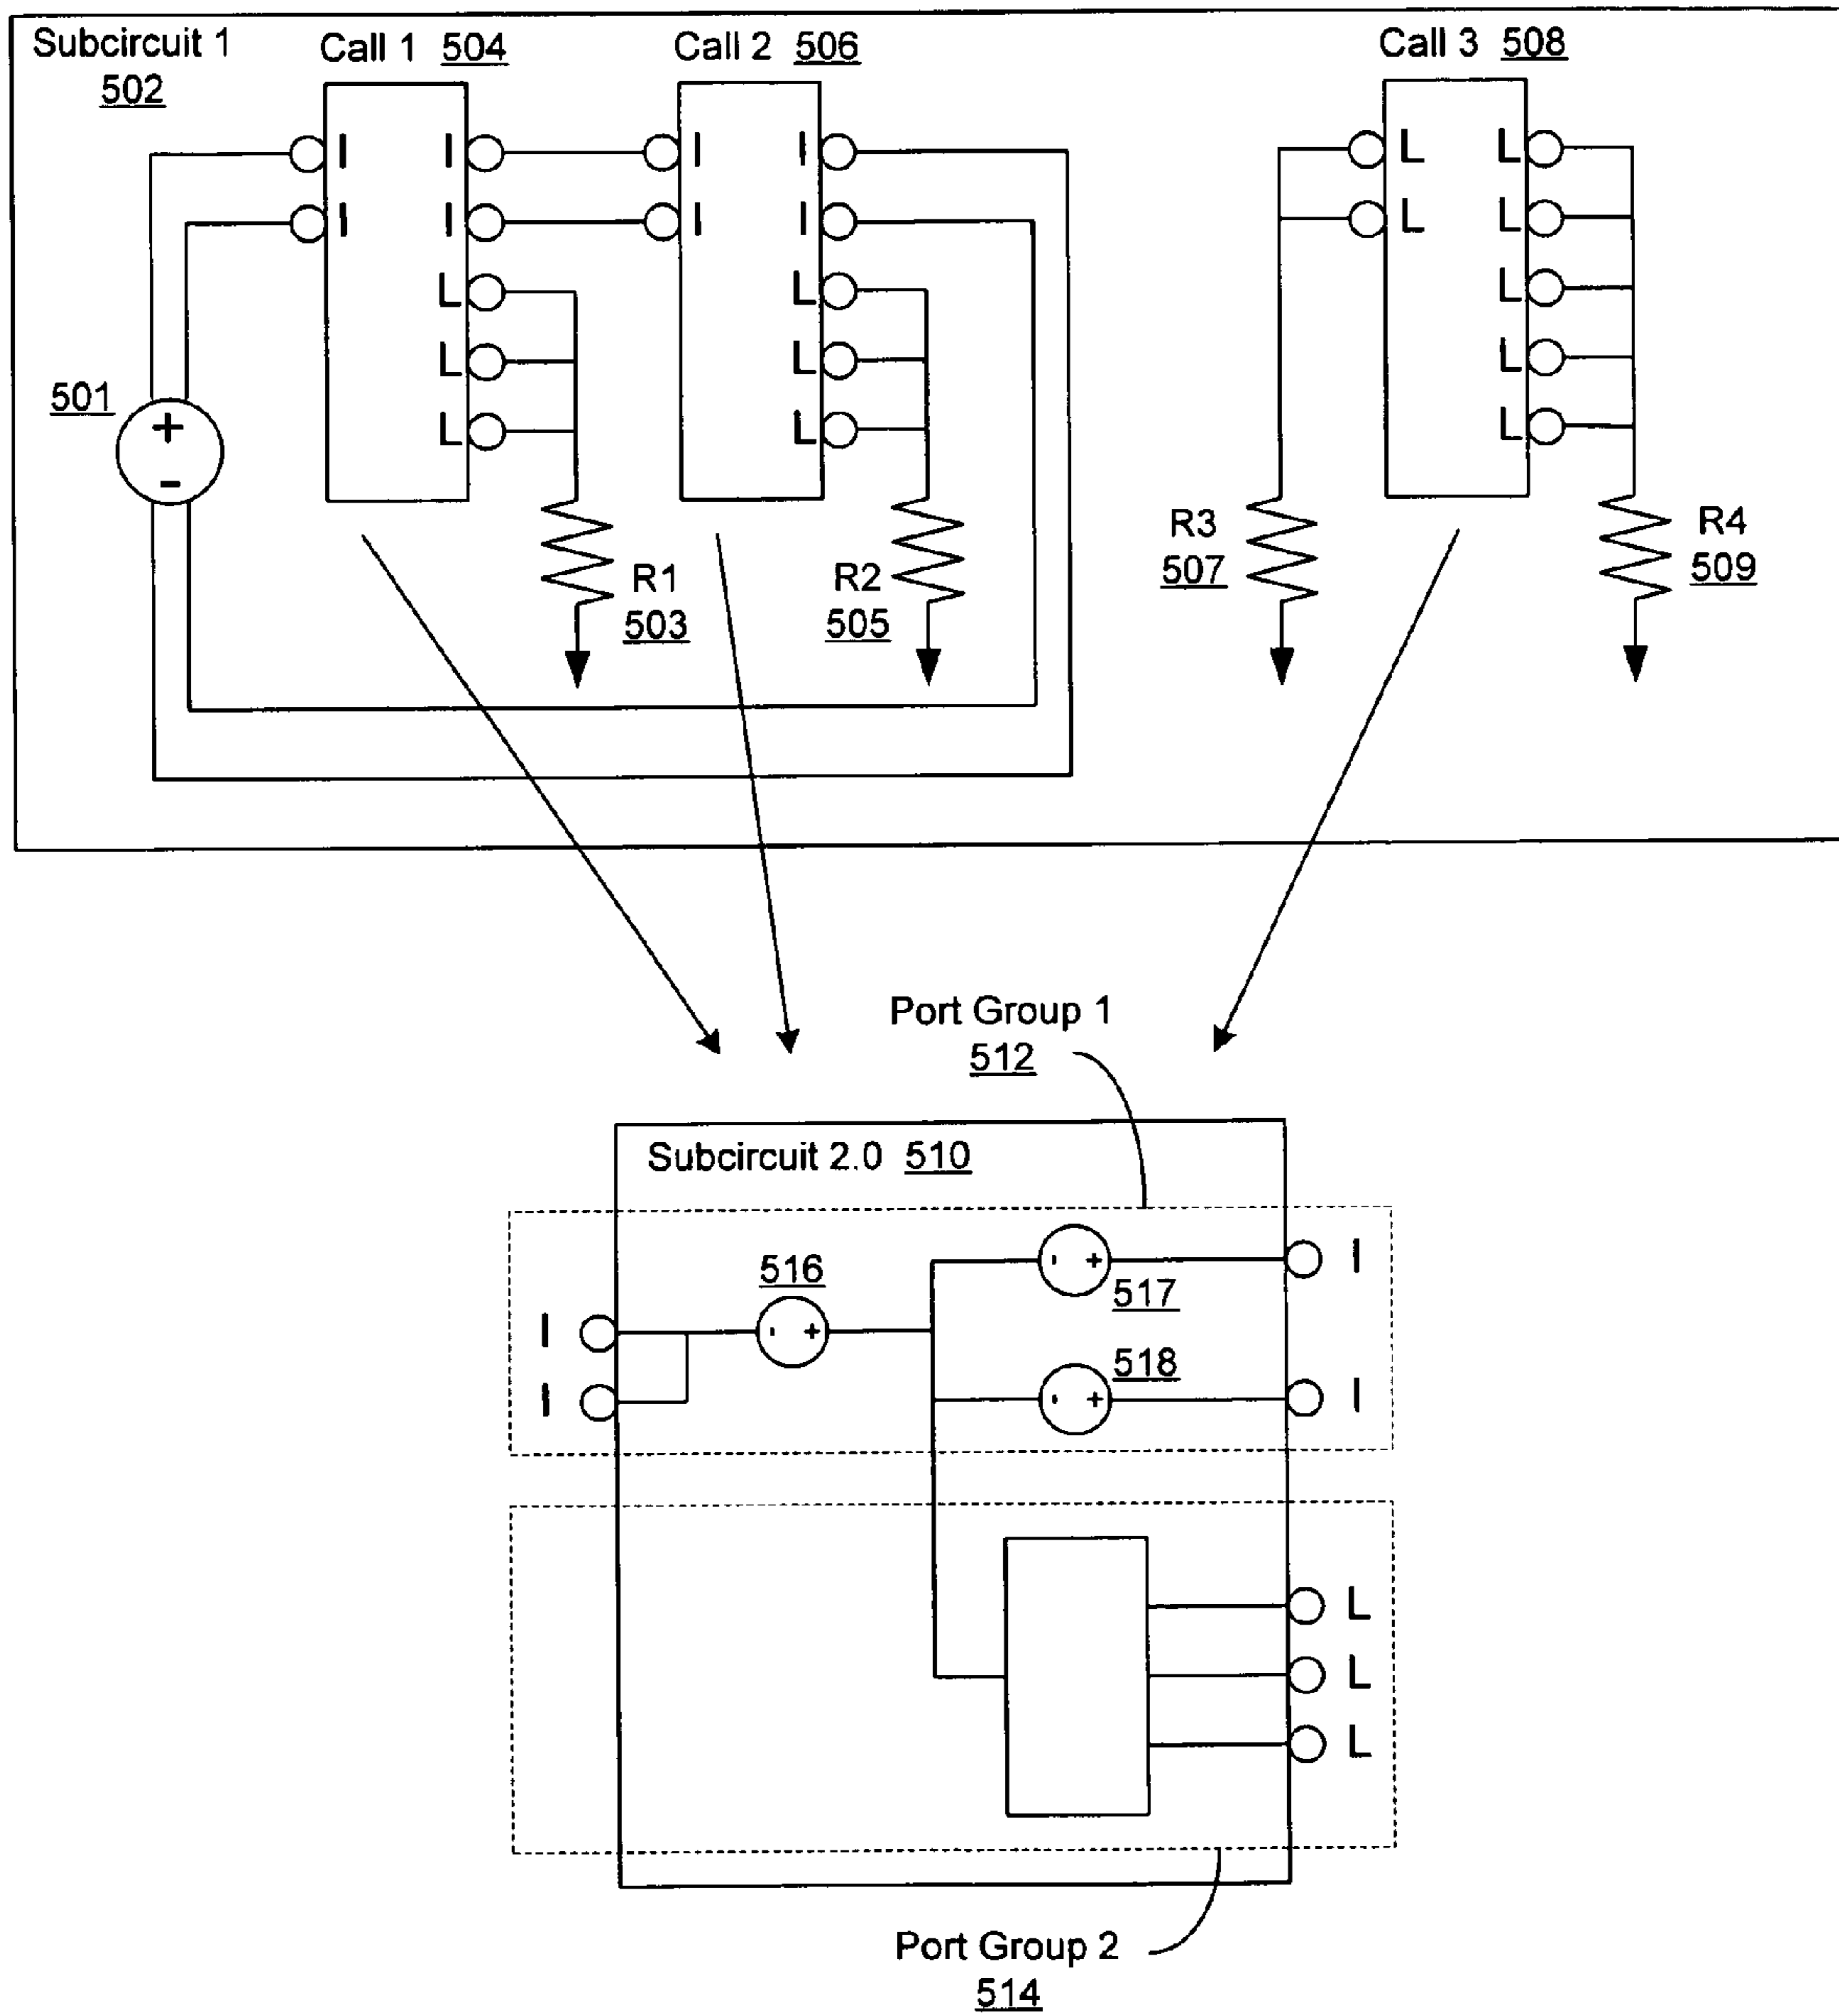 Subcircuit 1
502
Call 1 504
Call 2 506
Call 3 508
I I I I L L
I I I I L L
L L L
L L L
L L L
501
+
-
R1
503
R2
505
R3
507
R4
509
Port Group 1
512
Subcircuit 2.0 510
516
- +
517
- +
518
- +
I
I
I
I
L
L
L
Port Group 2
514